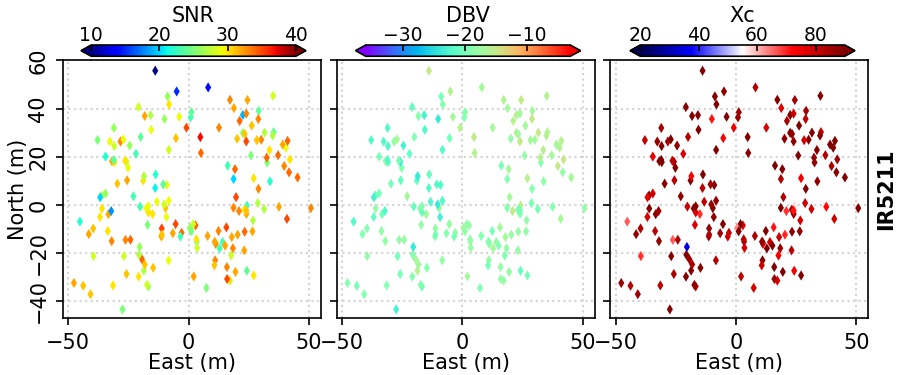 SNR DBV Xc
10 20 30 40 −30 −20 −10 20 40 60 80
60
40
20
0
−20
−40
North (m)
IR5211
−50 0 50 −50 0 50 −50 0 50
East (m) East (m) East (m)